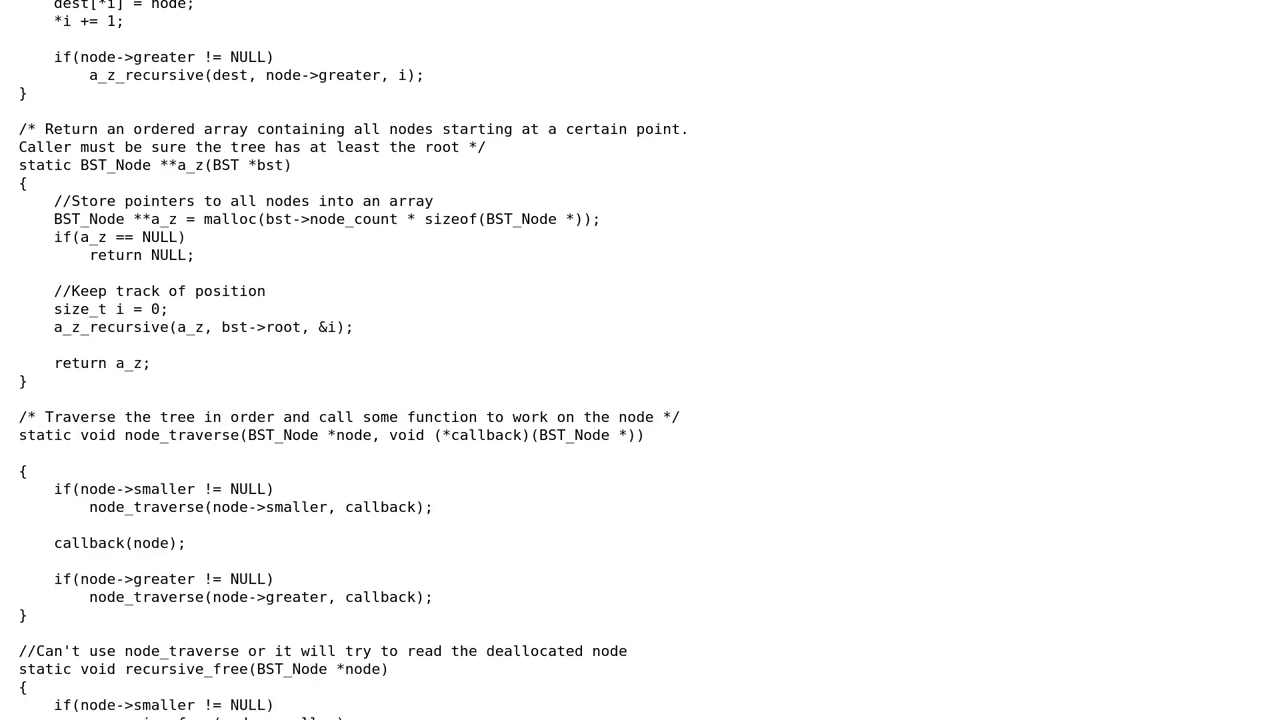 dest[*i] = node;
    *i += 1;

    if(node->greater != NULL)
        a_z_recursive(dest, node->greater, i);
}

/* Return an ordered array containing all nodes starting at a certain point.
Caller must be sure the tree has at least the root */
static BST_Node **a_z(BST *bst)
{
    //Store pointers to all nodes into an array
    BST_Node **a_z = malloc(bst->node_count * sizeof(BST_Node *));
    if(a_z == NULL)
        return NULL;

    //Keep track of position
    size_t i = 0;
    a_z_recursive(a_z, bst->root, &i);

    return a_z;
}

/* Traverse the tree in order and call some function to work on the node */
static void node_traverse(BST_Node *node, void (*callback)(BST_Node *))

{
    if(node->smaller != NULL)
        node_traverse(node->smaller, callback);

    callback(node);

    if(node->greater != NULL)
        node_traverse(node->greater, callback);
}

//Can't use node_traverse or it will try to read the deallocated node
static void recursive_free(BST_Node *node)
{
    if(node->smaller != NULL)